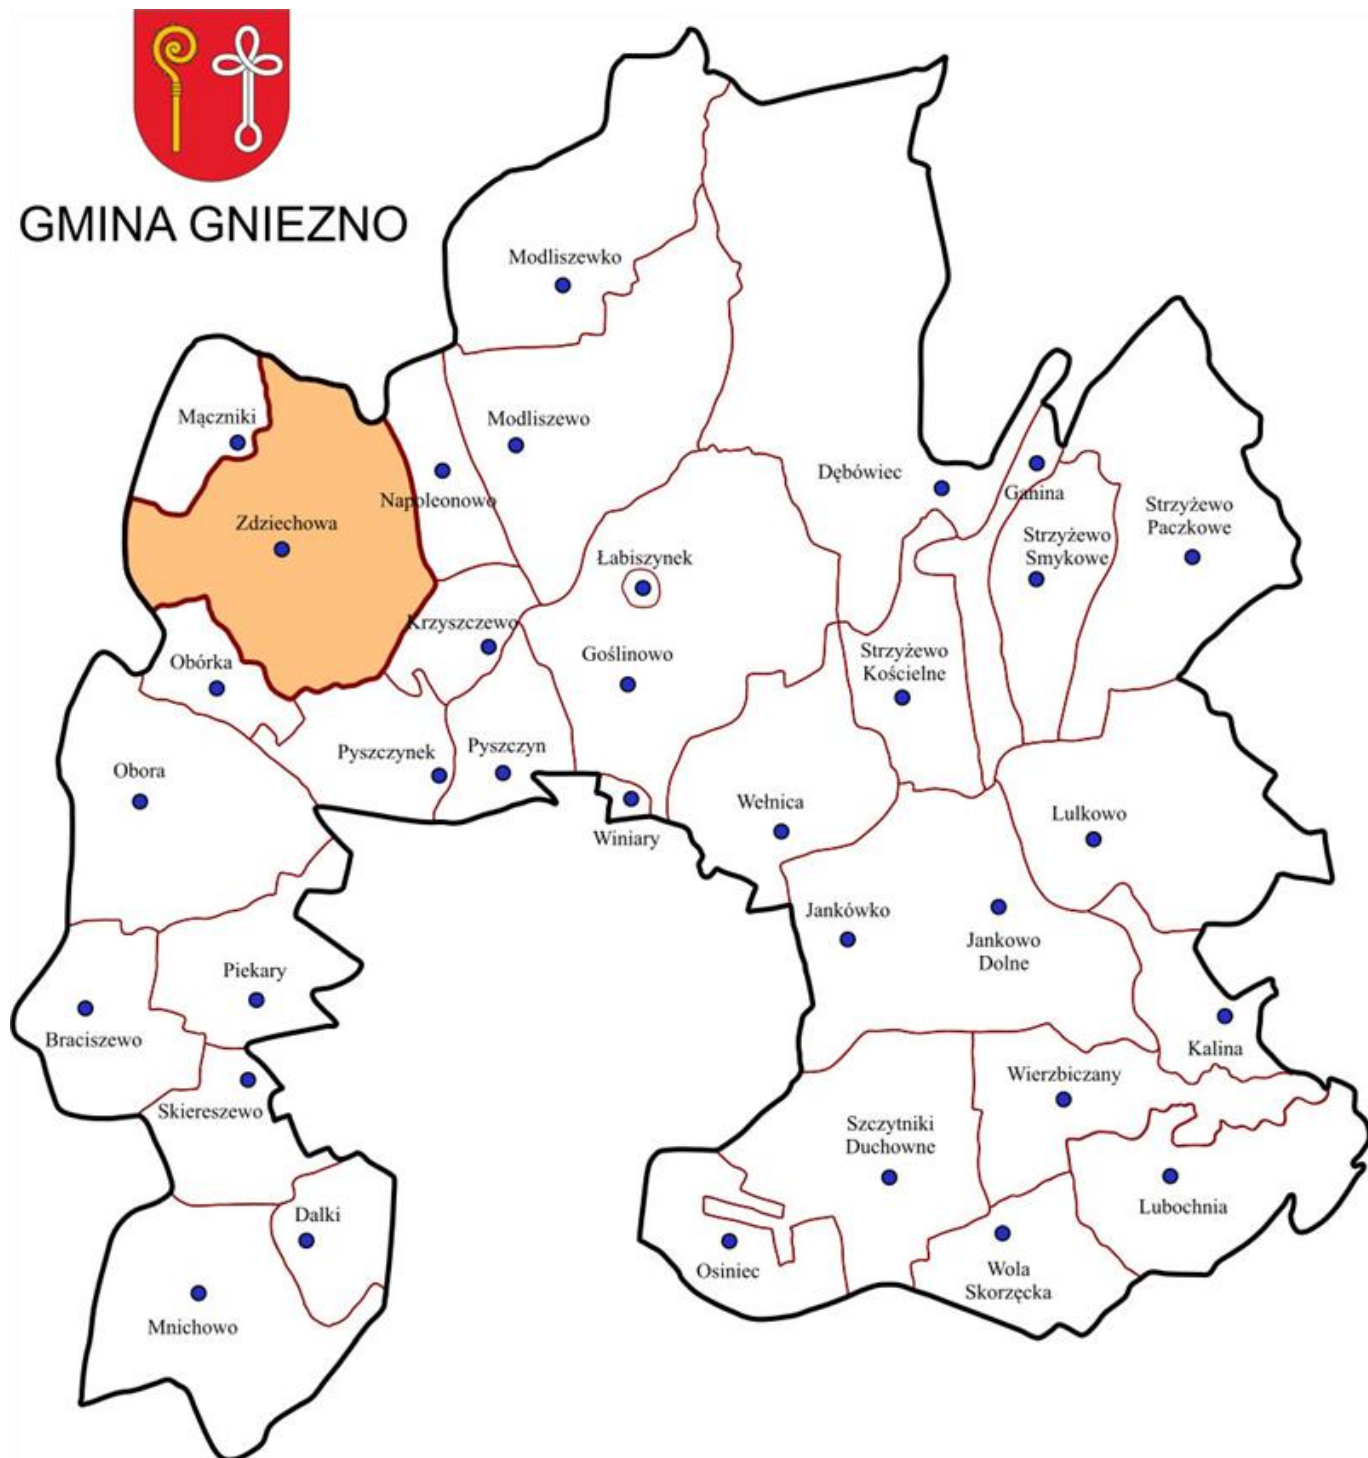 GMINA GNIEZNO
Modliszewko
Mączniki
Modliszewo
Dębówiec
Napoleonowo
Ganina
Strzyżewo
Paczkowe
Zdziechowa
Strzyżewo
Smykowe
Łabiszynek
Krzyszczewo
Goślinowo
Strzyżewo
Kościelne
Obórka
Pyszczynek
Pyszczyn
Obora
Wełnica
Lulkowo
Winiary
Jankówko
Jankowo
Dolne
Piekary
Braciszewo
Kalina
Wierzbiczany
Skiereszewo
Szczytniki
Duchowne
Lubochnia
Dalki
Osiniec
Wola
Skorzęcka
Mnichowo